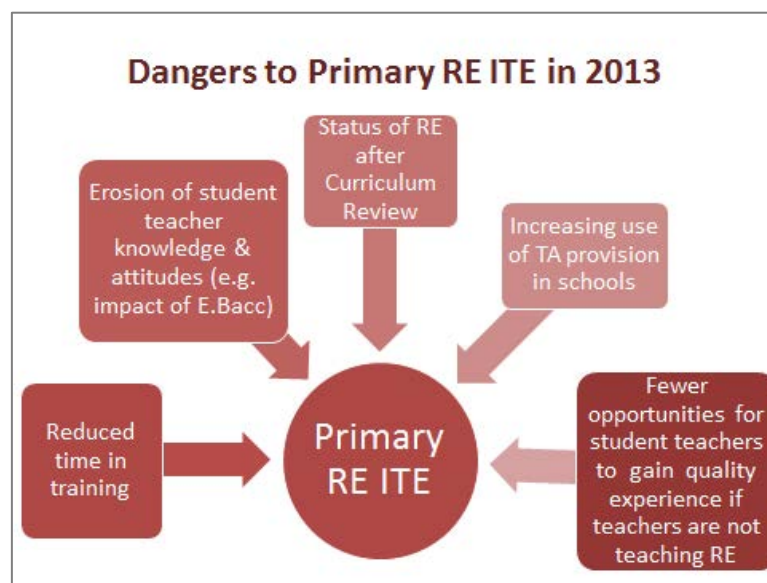 Dangers to Primary RE ITE in 2013
Status of RE
after
Curriculum
Review
Erosion of student
teacher
knowledge &
attitudes (e.g.
impact of E.Bacc)
Increasing use
of TA provision
in schools
Reduced
time in
training
Primary
RE ITE
Fewer
opportunities for
student teachers
to gain quality
experience if
teachers are not
teaching RE